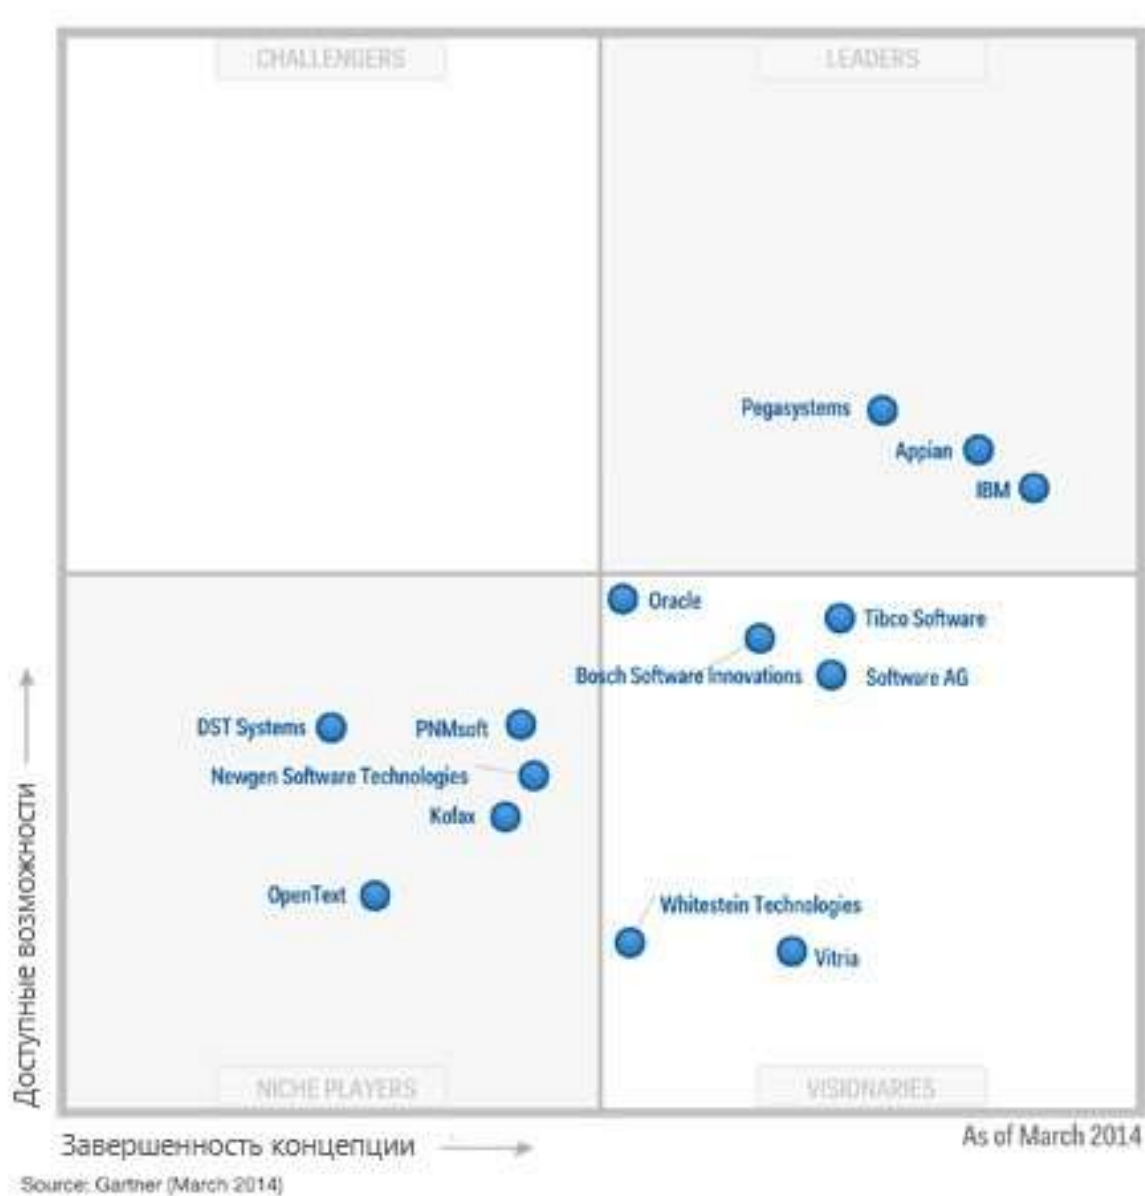 CHALLENGERS
LEADERS
Pegasystems
Appian
IBM
Oracle
Tibco Software
Bosch Software Innovations
Software AG
DST Systems
PNMsoft
Newgen Software Technologies
Kofax
OpenText
Whitestein Technologies
Vitria
NICHE PLAYERS
VISIONARIES
Доступные возможности
Завершенность концепции
As of March 2014
Source: Gartner (March 2014)